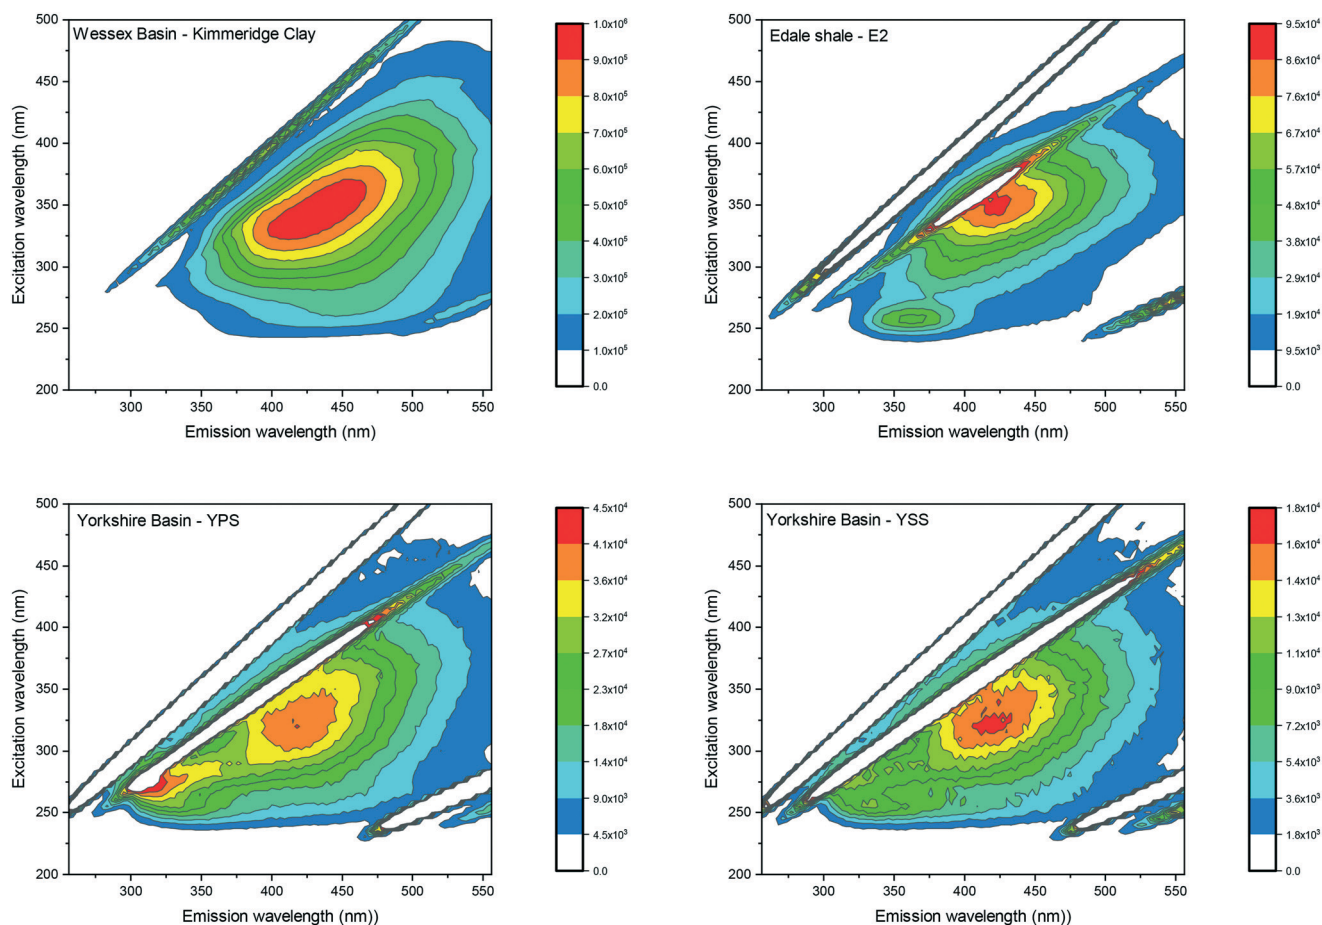 Wessex Basin - Kimmeridge Clay
Excitation wavelength (nm)
500
450
400
350
300
250
200
300
350
400
450
500
550
Emission wavelength (nm)
1.0x10⁶
9.0x10⁵
8.0x10⁵
7.0x10⁵
6.0x10⁵
5.0x10⁵
4.0x10⁵
3.0x10⁵
2.0x10⁵
1.0x10⁵
0.0
Edale shale - E2
Excitation wavelength (nm)
500
450
400
350
300
250
200
300
350
400
450
500
550
Emission wavelength (nm)
9.5x10⁴
8.6x10⁴
7.6x10⁴
6.7x10⁴
5.7x10⁴
4.8x10⁴
3.8x10⁴
2.9x10⁴
1.9x10⁴
9.5x10³
0.0
Yorkshire Basin - YPS
Excitation wavelength (nm)
500
450
400
350
300
250
200
300
350
400
450
500
550
Emission wavelength (nm))
4.5x10⁴
4.1x10⁴
3.6x10⁴
3.2x10⁴
2.7x10⁴
2.3x10⁴
1.8x10⁴
1.4x10⁴
9.0x10³
4.5x10³
0.0
Yorkshire Basin - YSS
Excitation wavelength (nm)
500
450
400
350
300
250
200
300
350
400
450
500
550
Emission wavelength (nm))
1.8x10⁴
1.6x10⁴
1.4x10⁴
1.3x10⁴
1.1x10⁴
9.0x10³
7.2x10³
5.4x10³
3.6x10³
1.8x10³
0.0